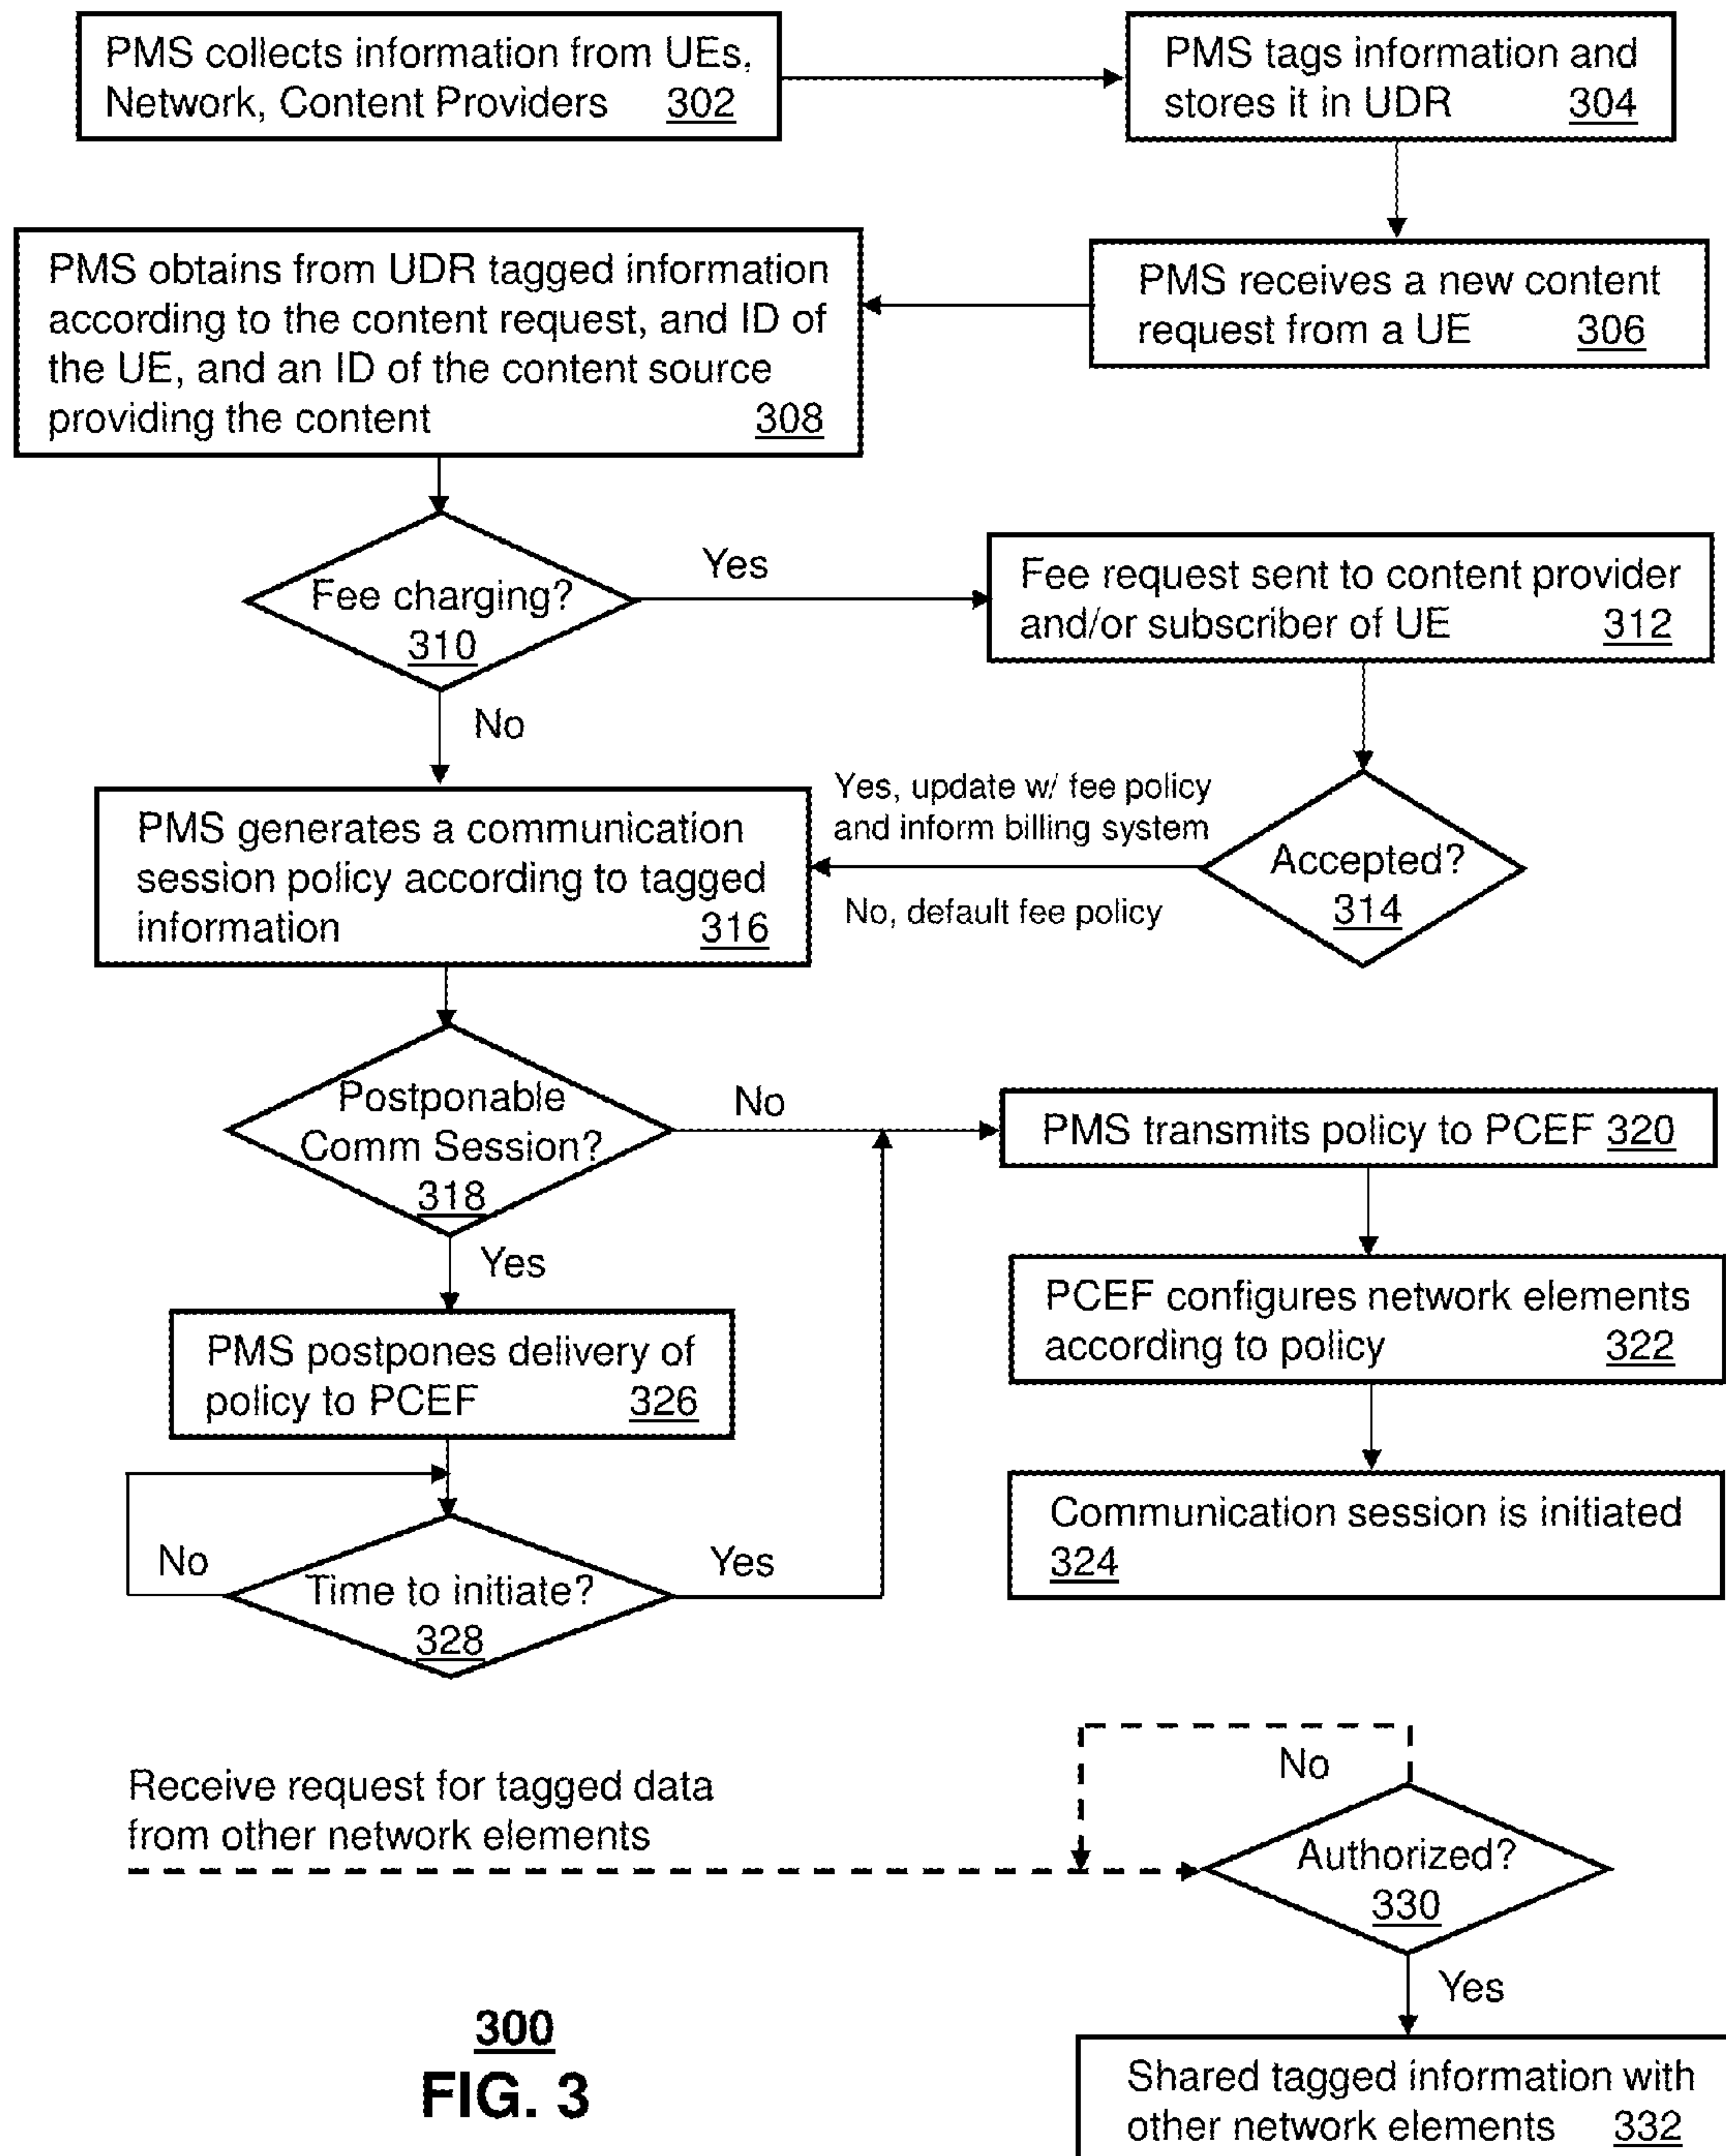 PMS collects information from UEs,
Network, Content Providers 302
PMS tags information and
stores it in UDR 304
PMS obtains from UDR tagged information
according to the content request, and ID of
the UE, and an ID of the content source
providing the content 308
PMS receives a new content
request from a UE 306
Fee charging?
310
Yes
No
Fee request sent to content provider
and/or subscriber of UE 312
Yes, update w/ fee policy
and inform billing system
Accepted?
314
No, default fee policy
PMS generates a communication
session policy according to tagged
information 316
Postponable
Comm Session?
318
No
Yes
PMS transmits policy to PCEF 320
PCEF configures network elements
according to policy 322
PMS postpones delivery of
policy to PCEF 326
Communication session is initiated
324
No
Time to initiate?
328
Yes
Receive request for tagged data
from other network elements
No
Authorized?
330
Yes
Shared tagged information with
other network elements 332
300
FIG. 3